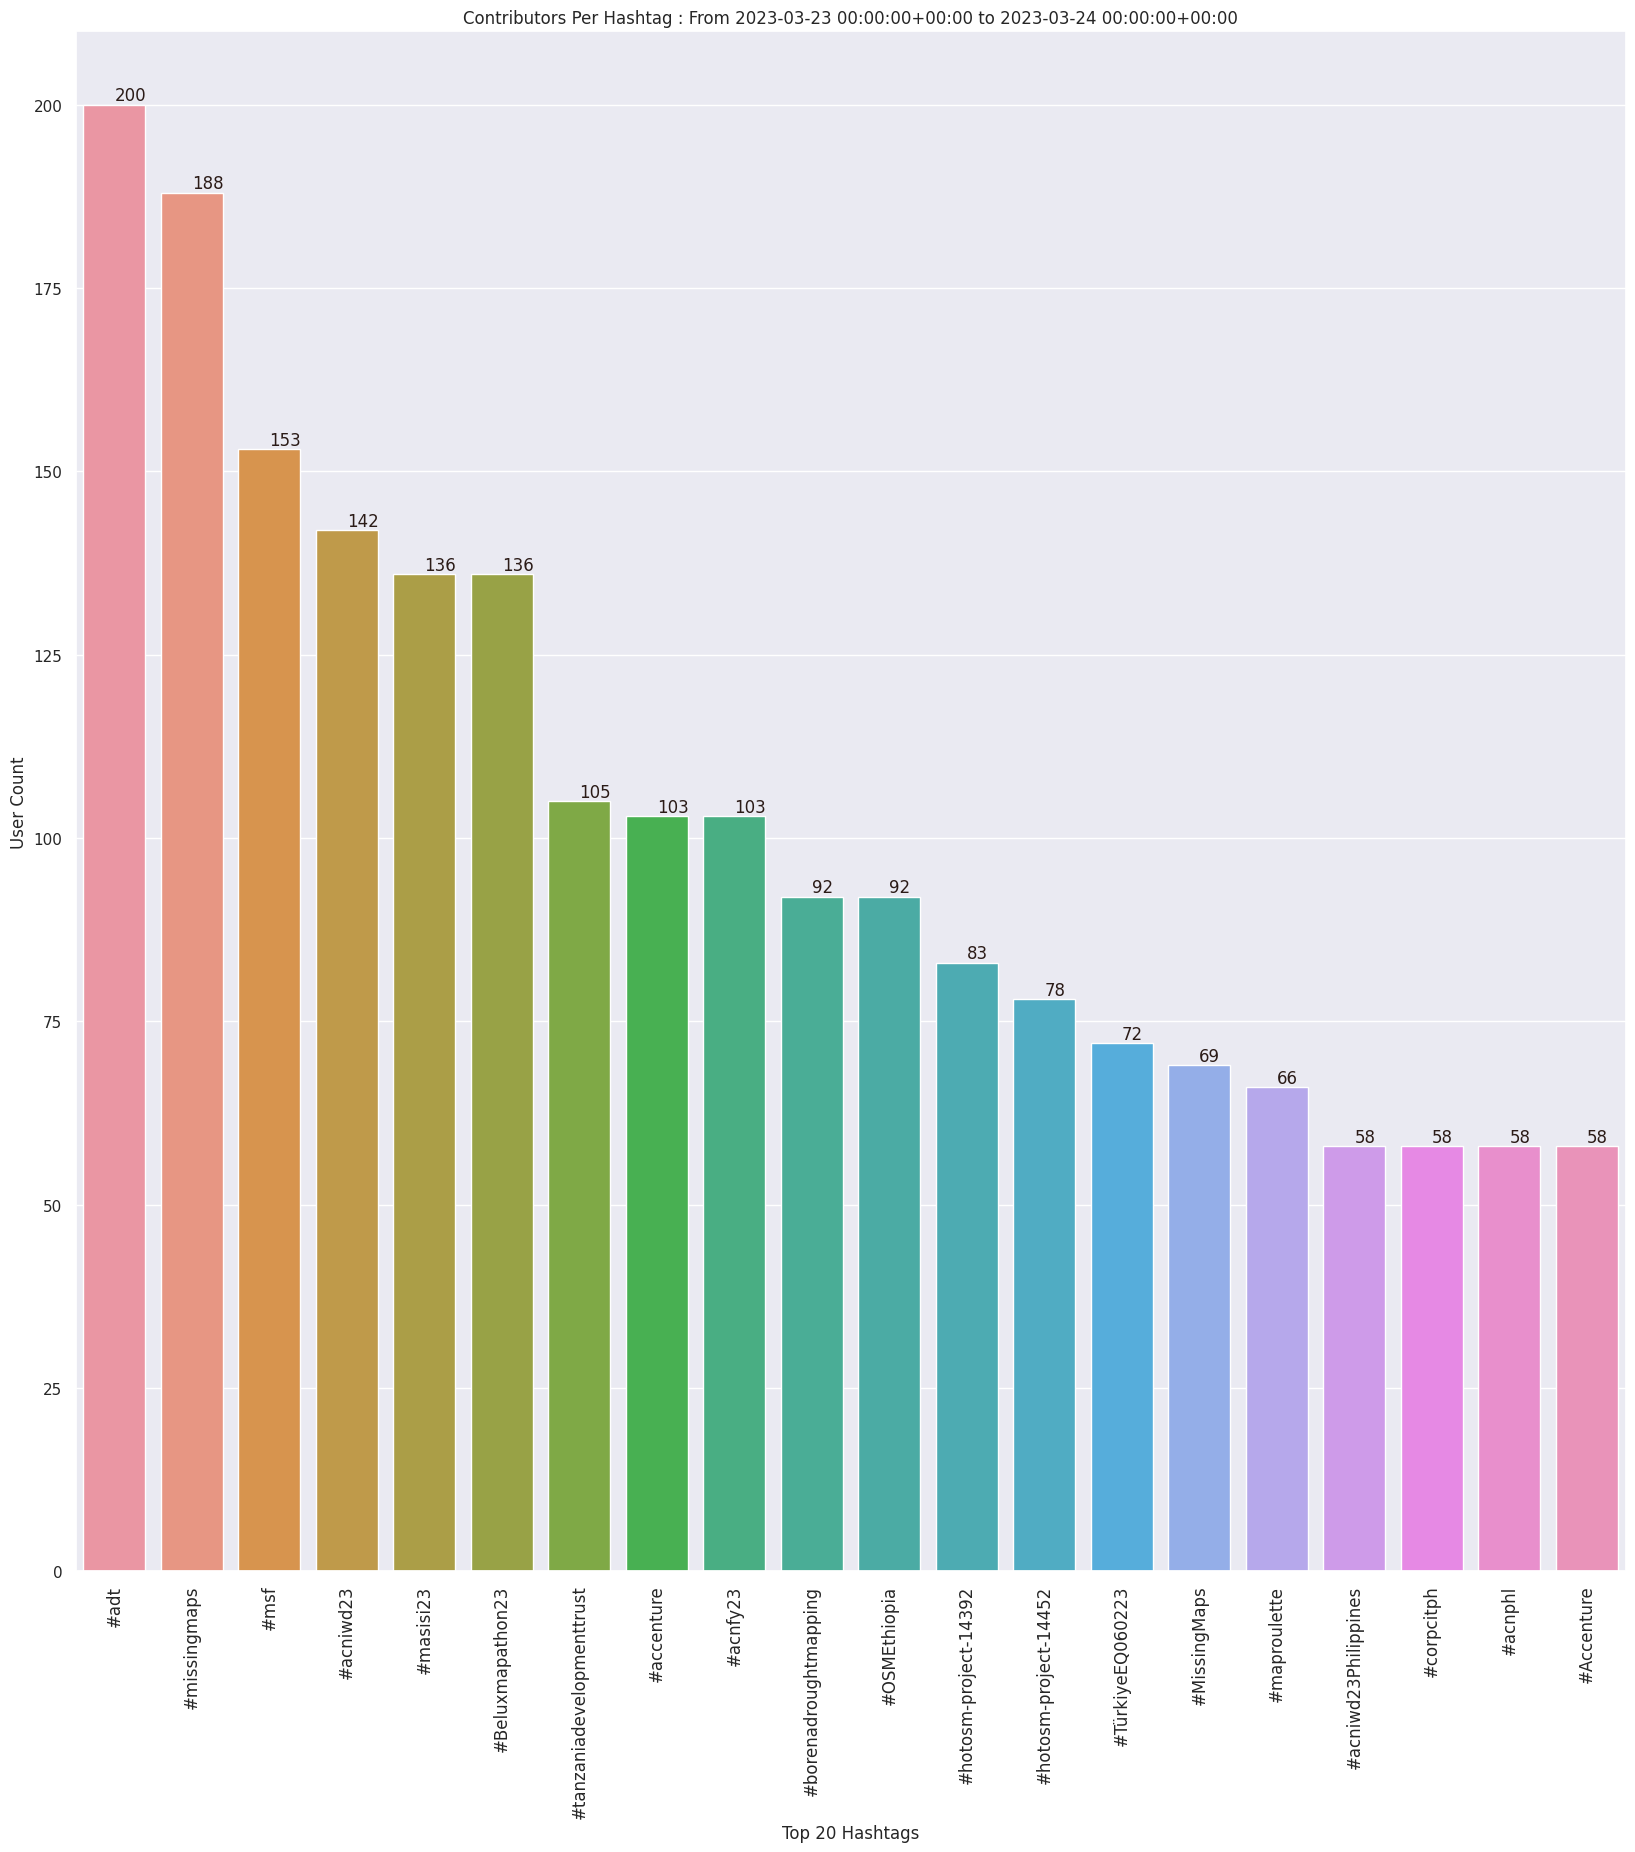 Contributors Per Hashtag : From 2023-03-23 00:00:00+00:00 to 2023-03-24 00:00:00+00:00
200
188
153
142
136
136
105
103
103
92
92
83
78
72
69
66
58
58
58
58
User Count
200
175
150
125
100
75
50
25
0
#adt
#missingmaps
#msf
#acniwd23
#masisi23
#Beluxmapathon23
#tanzaniadevelopmenttrust
#accenture
#acnfy23
#borenadroughtmapping
#OSMEthiopia
#hotosm-project-14392
#hotosm-project-14452
#TürkiyeEQ060223
#MissingMaps
#maproulette
#acniwd23Philippines
#corpcitph
#acnphl
#Accenture
Top 20 Hashtags